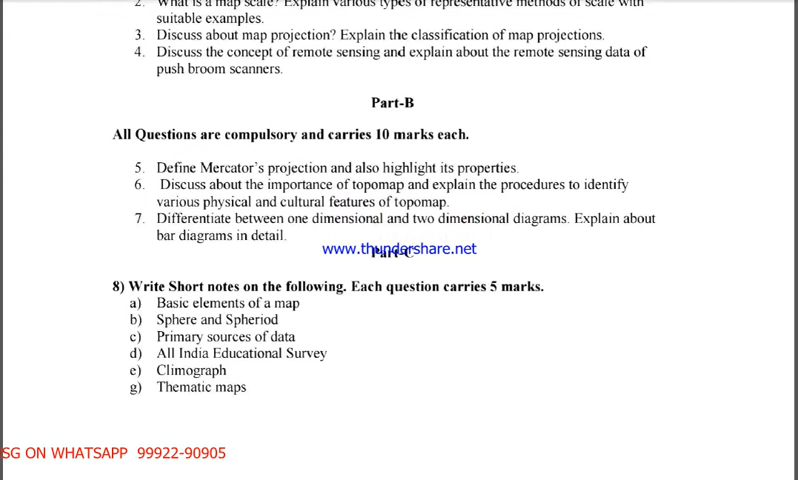 2. What is a map scale? Explain various types of representative methods of scale with
suitable examples.
3. Discuss about map projection? Explain the classification of map projections.
4. Discuss the concept of remote sensing and explain about the remote sensing data of
push broom scanners.
Part-B
All Questions are compulsory and carries 10 marks each.
5. Define Mercator's projection and also highlight its properties.
6. Discuss about the importance of topomap and explain the procedures to identify
various physical and cultural features of topomap.
7. Differentiate between one dimensional and two dimensional diagrams. Explain about
bar diagrams in detail.
www.thundershare.net
Part-C
8) Write Short notes on the following. Each question carries 5 marks.
a) Basic elements of a map
b) Sphere and Spheriod
c) Primary sources of data
d) All India Educational Survey
e) Climograph
g) Thematic maps
SG ON WHATSAPP 99922-90905